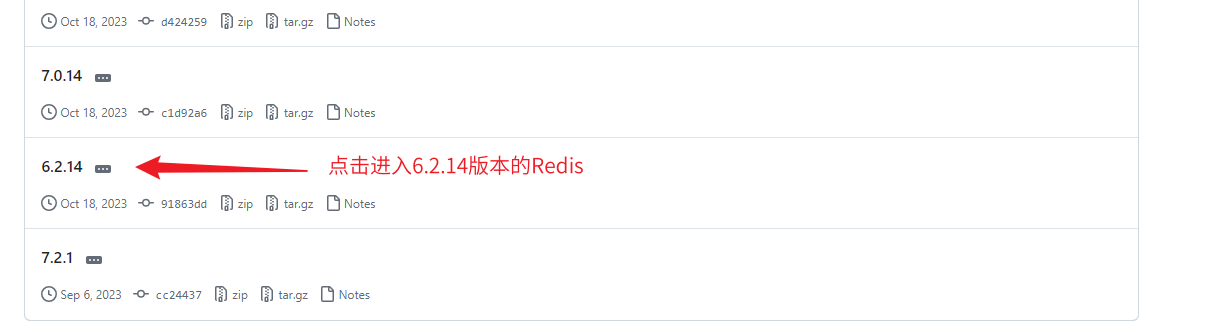 Oct 18, 2023 d424259 zip tar.gz Notes
7.0.14
Oct 18, 2023 c1d92a6 zip tar.gz Notes
6.2.14 点击进入6.2.14版本的Redis
Oct 18, 2023 91863dd zip tar.gz Notes
7.2.1
Sep 6, 2023 cc24437 zip tar.gz Notes